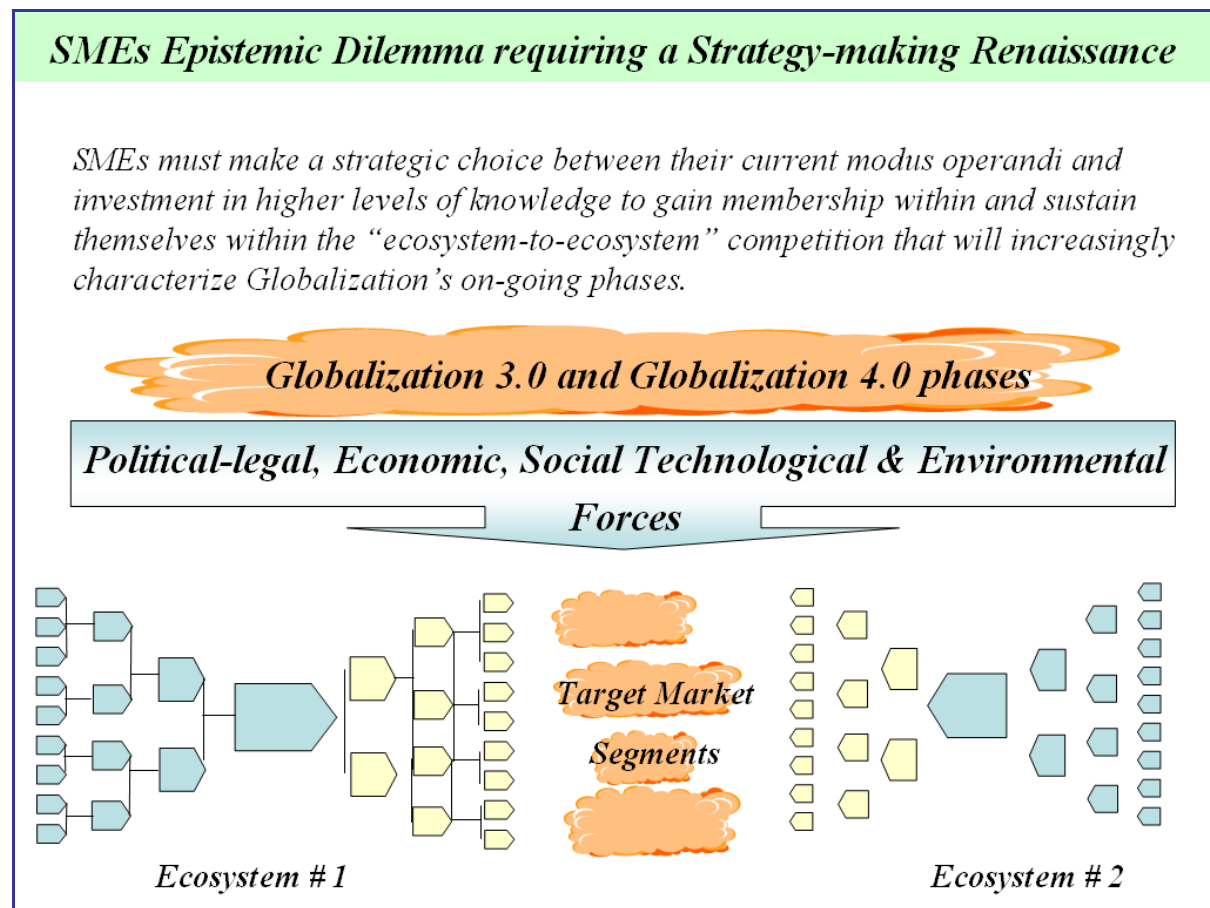 SMEs Epistemic Dilemma requiring a Strategy-making Renaissance
SMEs must make a strategic choice between their current modus operandi and
investment in higher levels of knowledge to gain membership within and sustain
themselves within the “ecosystem-to-ecosystem” competition that will increasingly
characterize Globalization’s on-going phases.
Globalization 3.0 and Globalization 4.0 phases
Political-legal, Economic, Social Technological & Environmental
Forces
Target Market
Segments
Ecosystem # 1
Ecosystem # 2